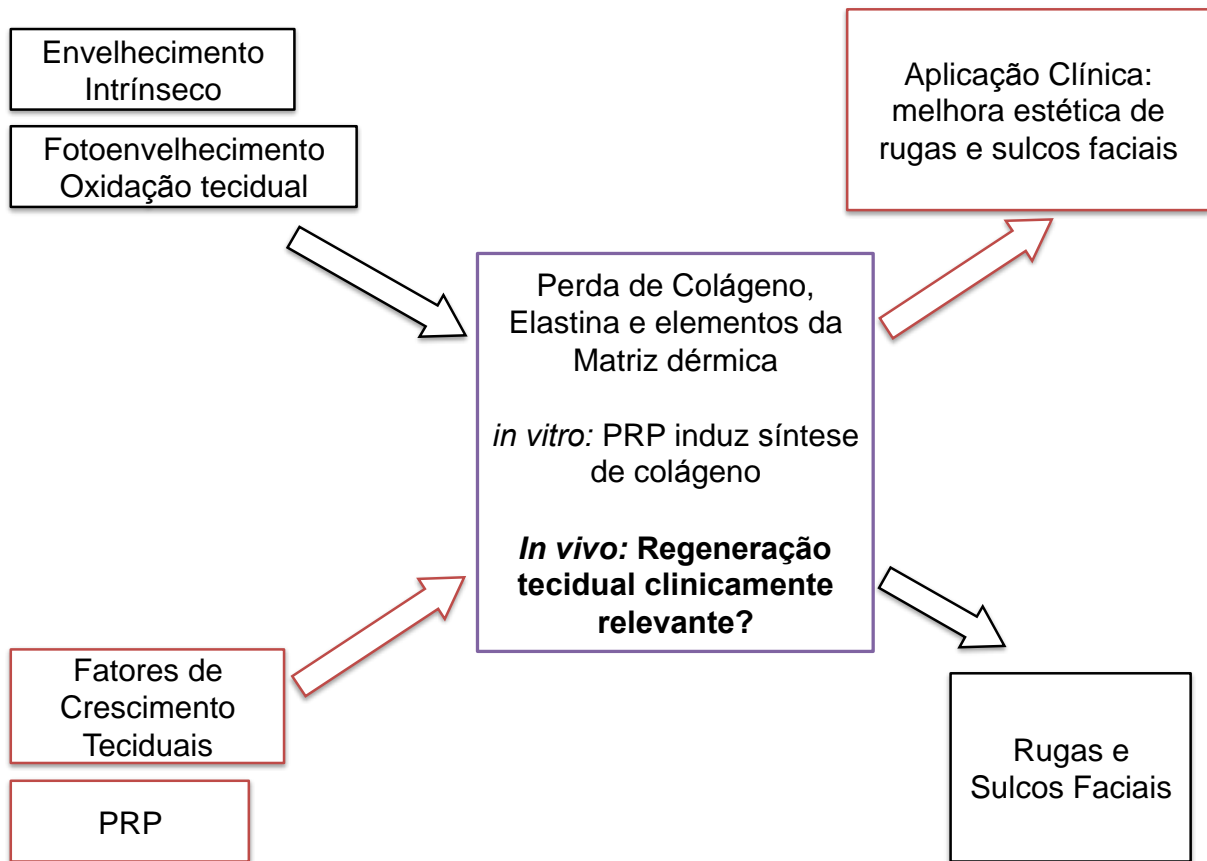 Envelhecimento
Intrínseco
Fotoenvelhecimento
Oxidação tecidual
Aplicação Clínica:
melhora estética de
rugas e sulcos faciais
Perda de Colágeno,
Elastina e elementos da
Matriz dérmica
in vitro: PRP induz síntese
de colágeno
In vivo: Regeneração
tecidual clinicamente
relevante?
Fatores de
Crescimento
Teciduais
PRP
Rugas e
Sulcos Faciais